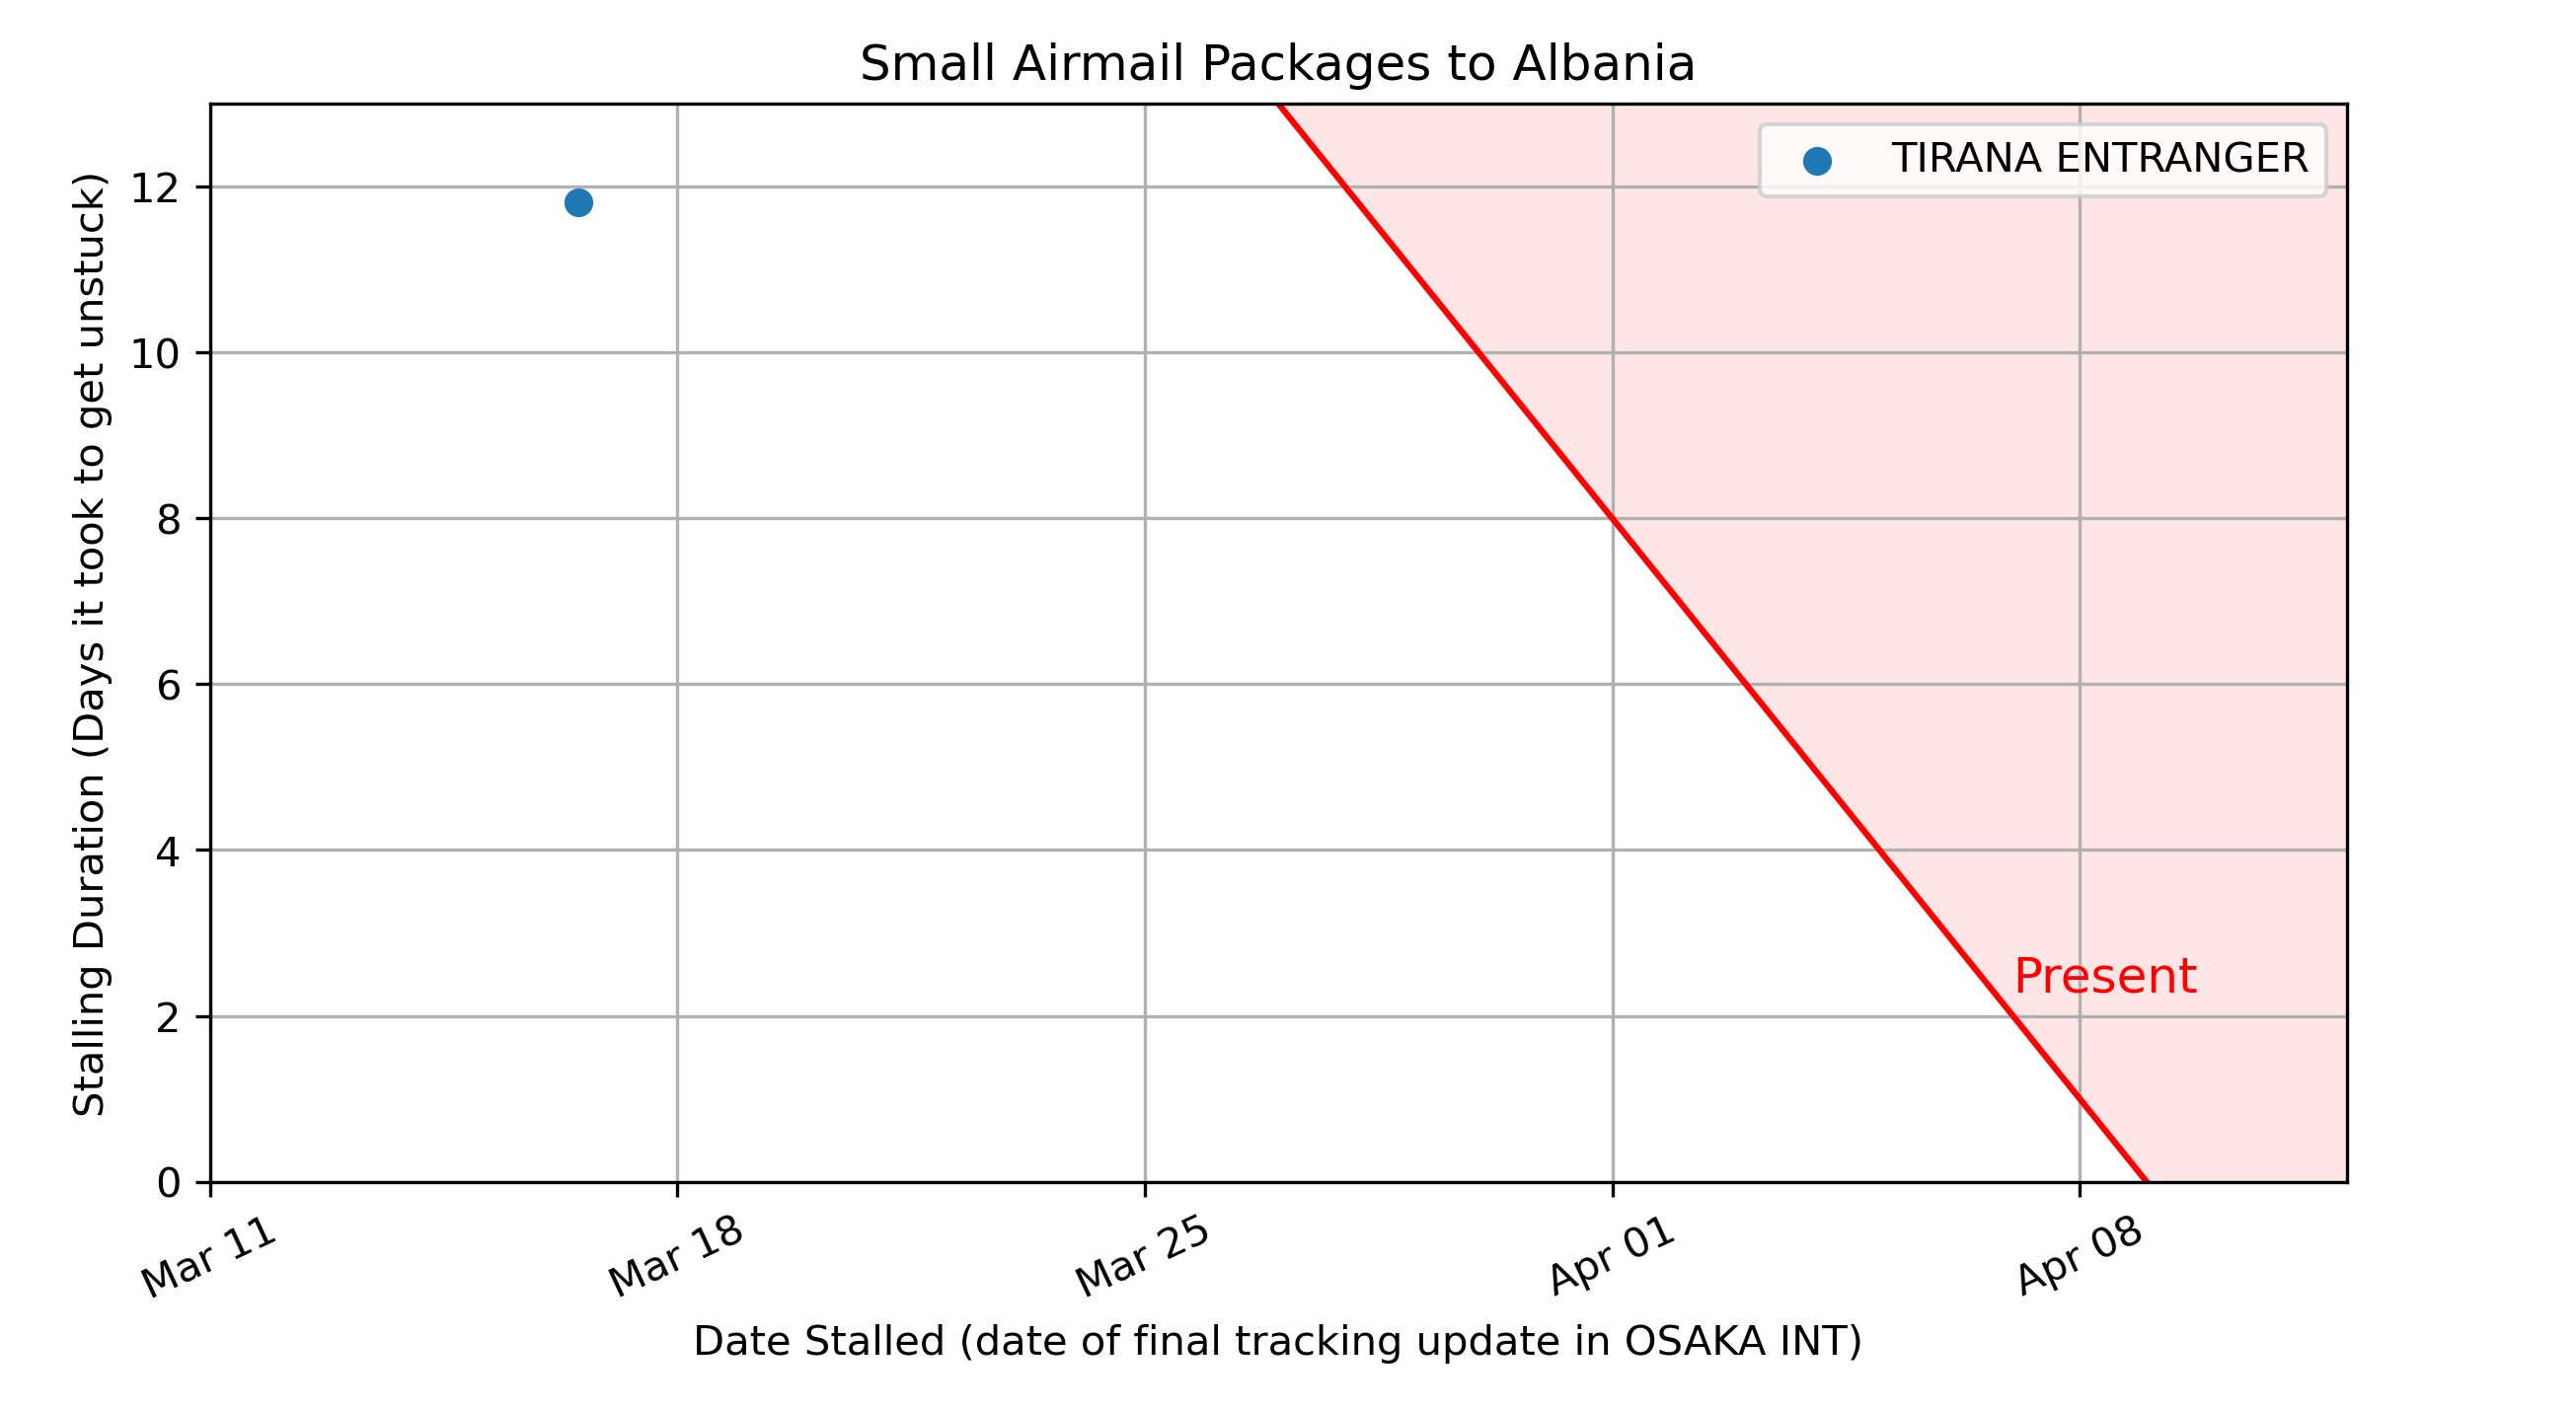 Small Airmail Packages to Albania
TIRANA ENTRANGER
Stalling Duration (Days it took to get unstuck)
12
10
8
6
4
2
0
Present
Mar 11
Mar 18
Mar 25
Apr 01
Apr 08
Date Stalled (date of final tracking update in OSAKA INT)